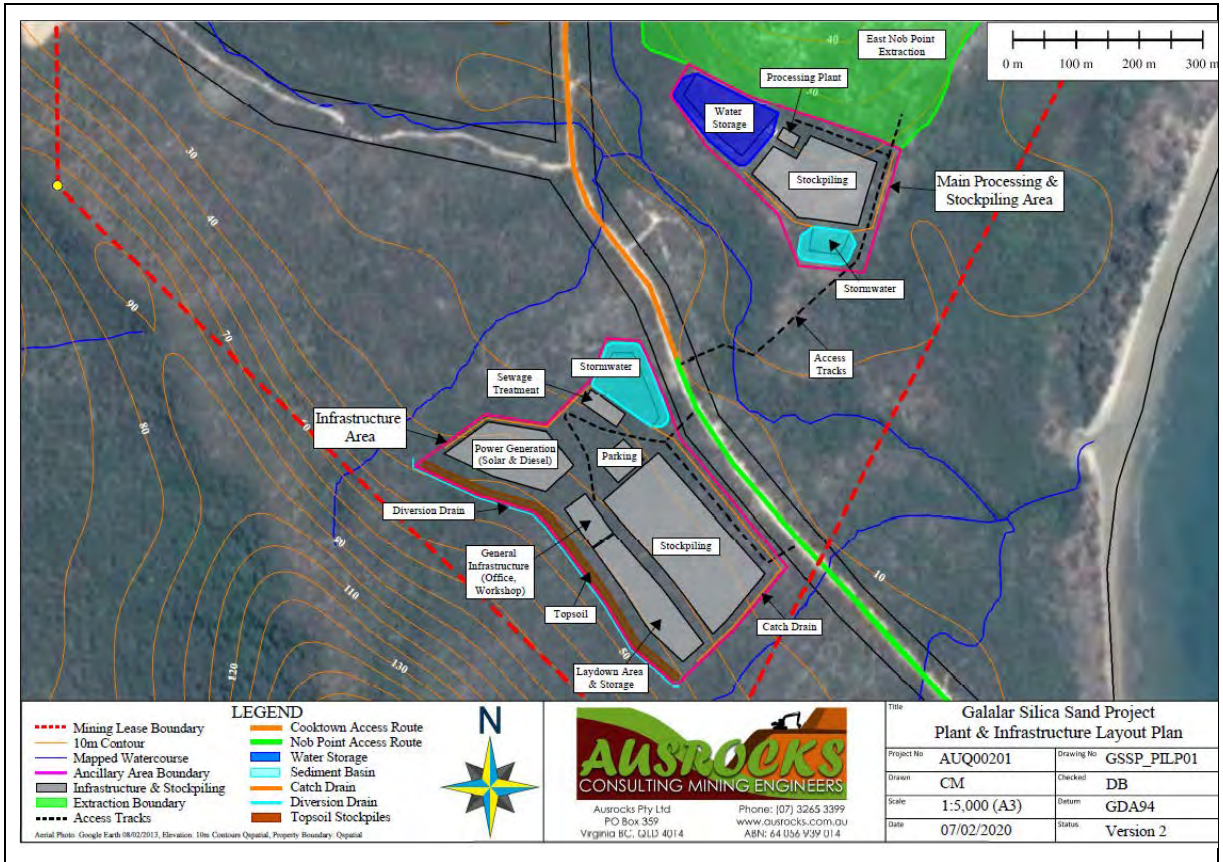 East Nob Point
Extraction
0 m
100 m
200 m
300 m
40
30
Processing Plant
Water
Storage
Stockpiling
Main Processing &
Stockpiling Area
Stormwater
Access
Tracks
30
40
90
70
80
Stormwater
Sewage
Treatment
Infrastructure
Area
Power Generation
(Solar & Diesel)
Parking
Diversion Drain
Stockpiling
General
Infrastructure
(Office,
Workshop)
Topsoil
Catch Drain
Laydown Area
& Storage
10
110
120
130
50
LEGEND
Mining Lease Boundary
10m Contour
Mapped Watercourse
Ancillary Area Boundary
Infrastructure & Stockpiling
Extraction Boundary
Access Tracks
Cooktown Access Route
Nob Point Access Route
Water Storage
Sediment Basin
Catch Drain
Diversion Drain
Topsoil Stockpiles
Aerial Photo: Google Earth 08/02/2013, Elevation: 10m Contours Qspatial, Property Boundary: Qspatial
N
AUSROCKS
CONSULTING MINING ENGINEERS
Ausrocks Pty Ltd
PO Box 359
Virginia BC, QLD 4014
Phone: (07) 3265 3399
www.ausrocks.com.au
ABN: 64 056 939 014
Title
Galalar Silica Sand Project
Plant & Infrastructure Layout Plan
Project No
AUQ00201
Drawing No
GSSP_PILP01
Drawn
CM
Checked
DB
Scale
1:5,000 (A3)
Datum
GDA94
Date
07/02/2020
Status
Version 2